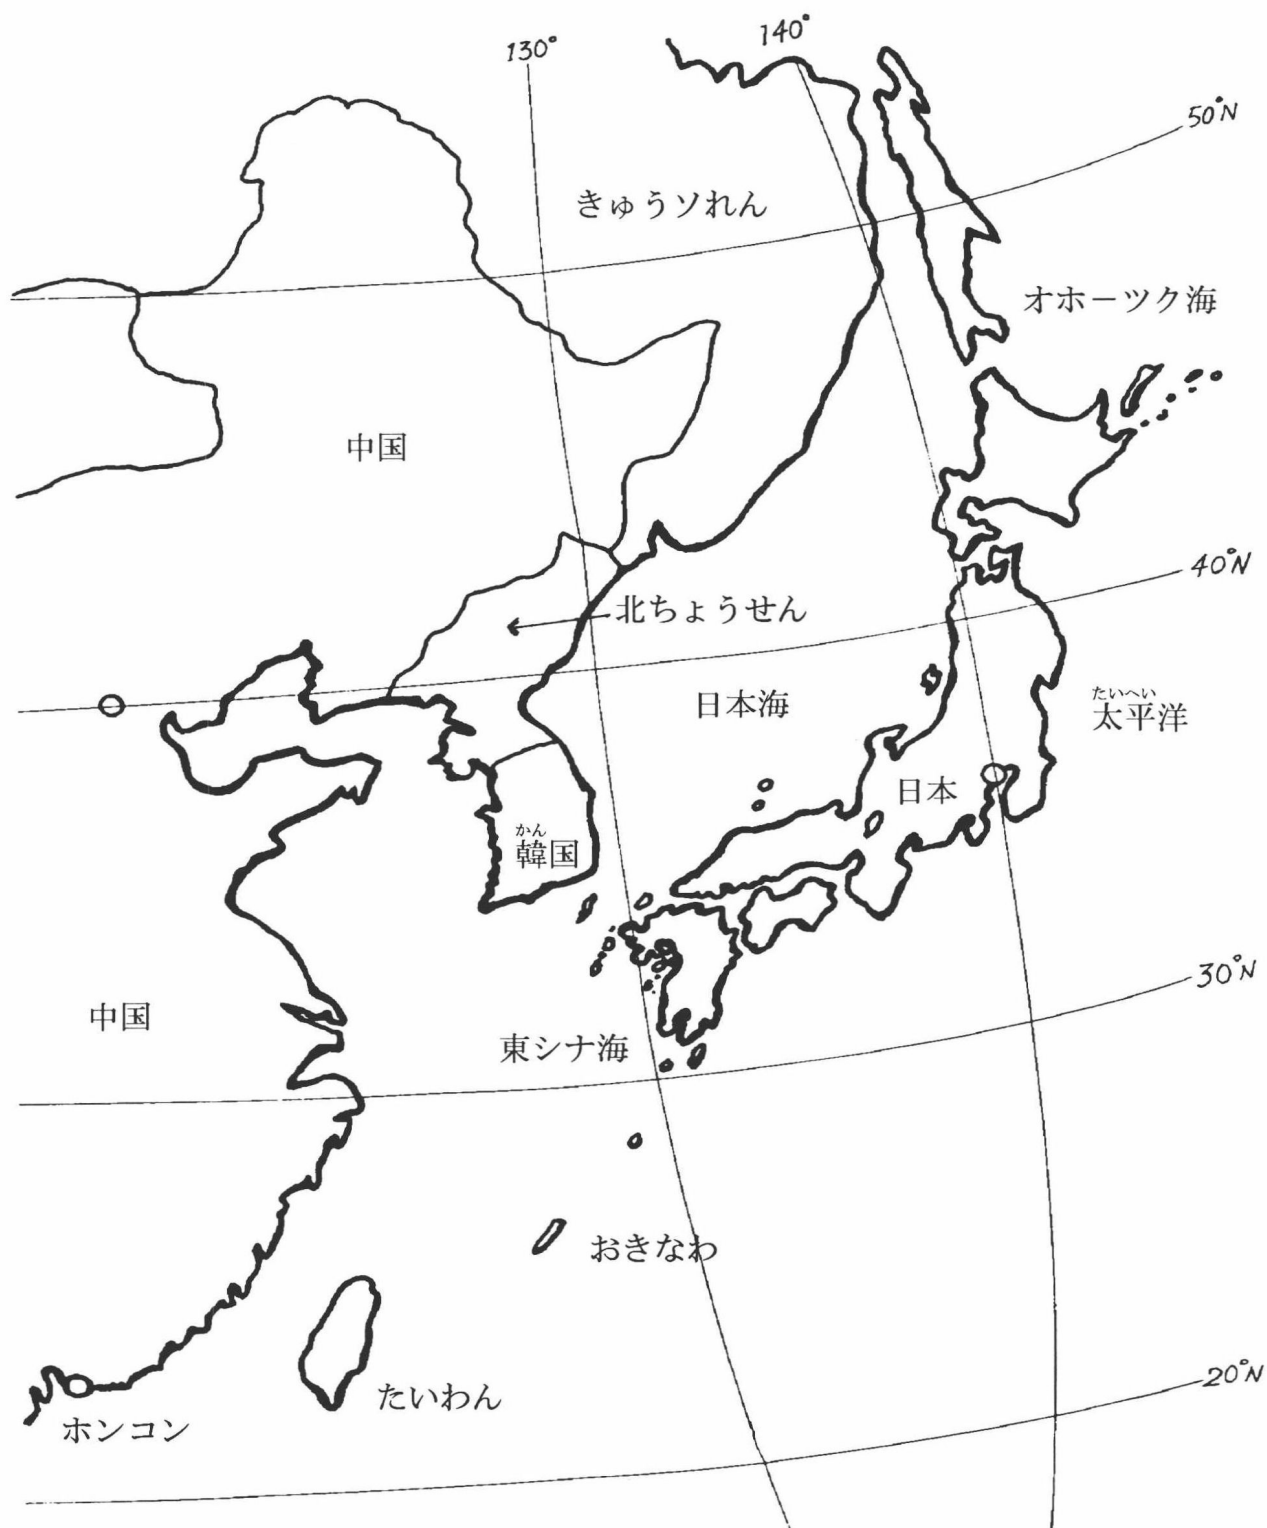 130°
140°
50°N
きゅうソれん
オホーツク海
中国
40°N
北ちょうせん
日本海
たいへい
太平洋
日本
かん
韓国
30°N
中国
東シナ海
おきなわ
20°N
たいわん
ホンコン